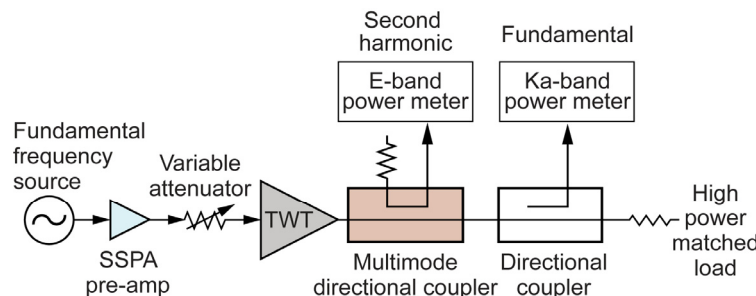 Second
harmonic
Fundamental
E-band
power meter
Ka-band
power meter
Fundamental
frequency
source
Variable
attenuator
TWT
High
power
matched
load
SSPA
pre-amp
Multimode
directional coupler
Directional
coupler